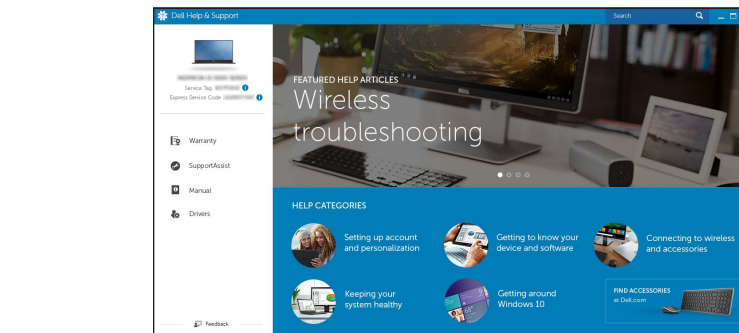 Dell Help & Support
Search
Service Tag
Express Service Code
Warranty
SupportAssist
Manual
Drivers
Feedback
FEATURED HELP ARTICLES
Wireless
troubleshooting
HELP CATEGORIES
Setting up account
and personalization
Getting to know your
device and software
Connecting to wireless
and accessories
Keeping your
system healthy
Getting around
Windows 10
FIND ACCESSORIES
at Dell.com